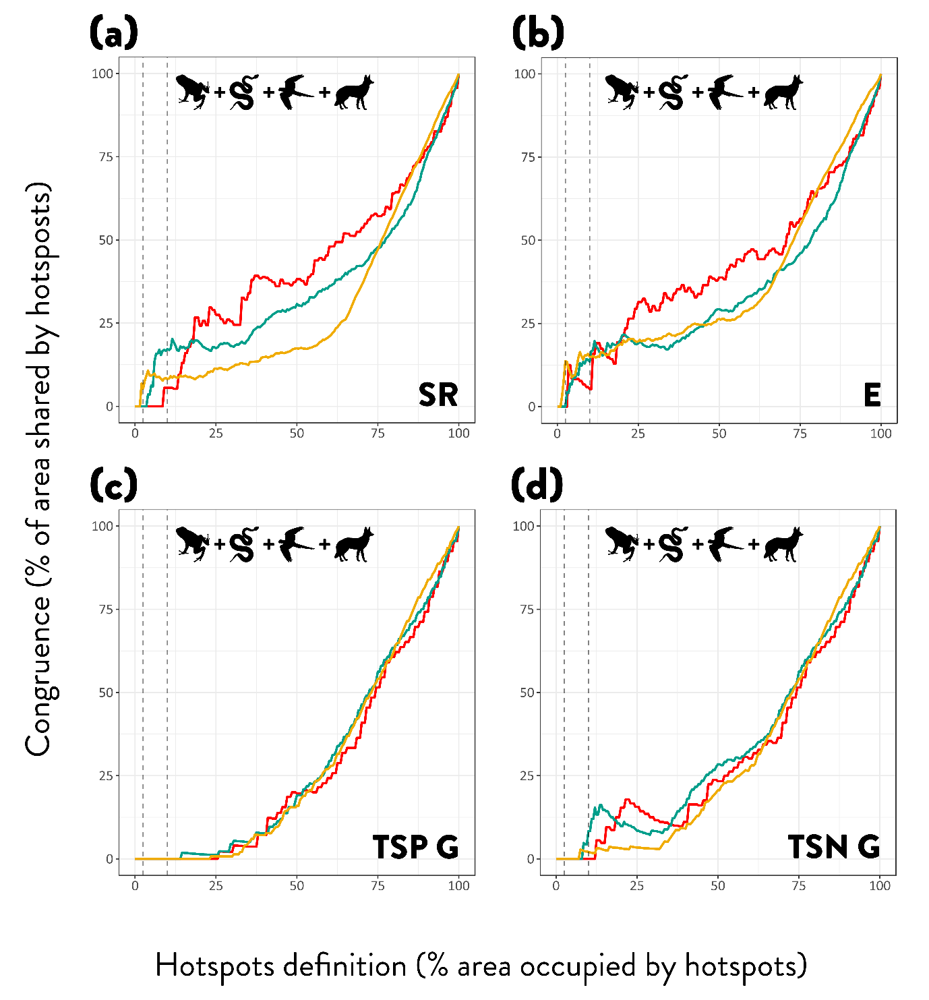 (a)
100
75
50
25
0
+ + +
SR
0 25 50 75 100
(b)
100
75
50
25
0
+ + +
E
0 25 50 75 100
(c)
100
75
50
25
0
+ + +
TSP G
0 25 50 75 100
(d)
100
75
50
25
0
+ + +
TSN G
0 25 50 75 100
Congruence (% of area shared by hotsposts)
Hotspots definition (% area occupied by hotspots)